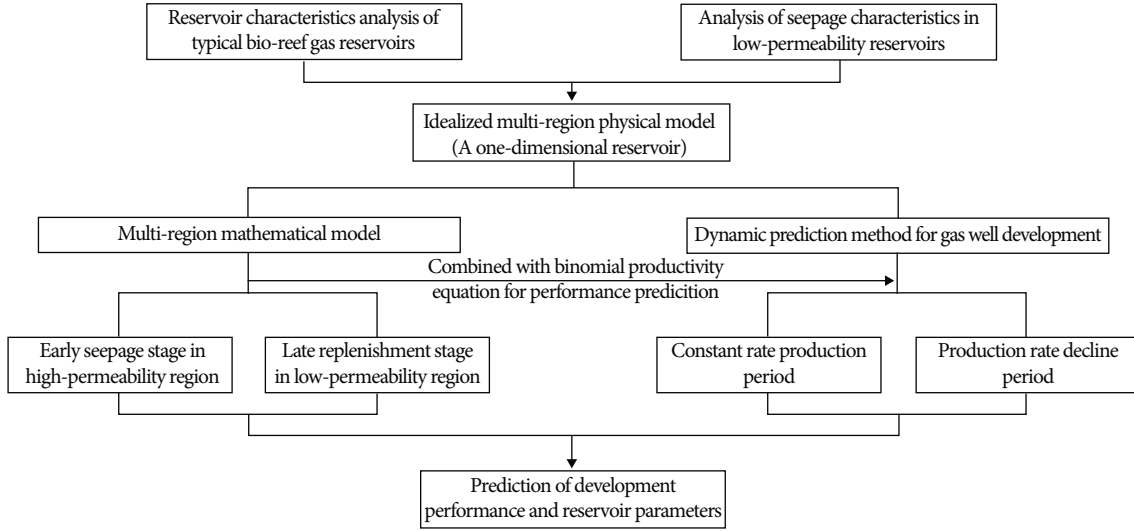 Reservoir characteristics analysis of
typical bio-reef gas reservoirs
Analysis of seepage characteristics in
low-permeability reservoirs
Idealized multi-region physical model
(A one-dimensional reservoir)
Multi-region mathematical model
Dynamic prediction method for gas well development
Combined with binomial productivity
equation for performance predicition
Early seepage stage in
high-permeability region
Late replenishment stage
in low-permeability region
Constant rate production
period
Production rate decline
period
Prediction of development
performance and reservoir parameters